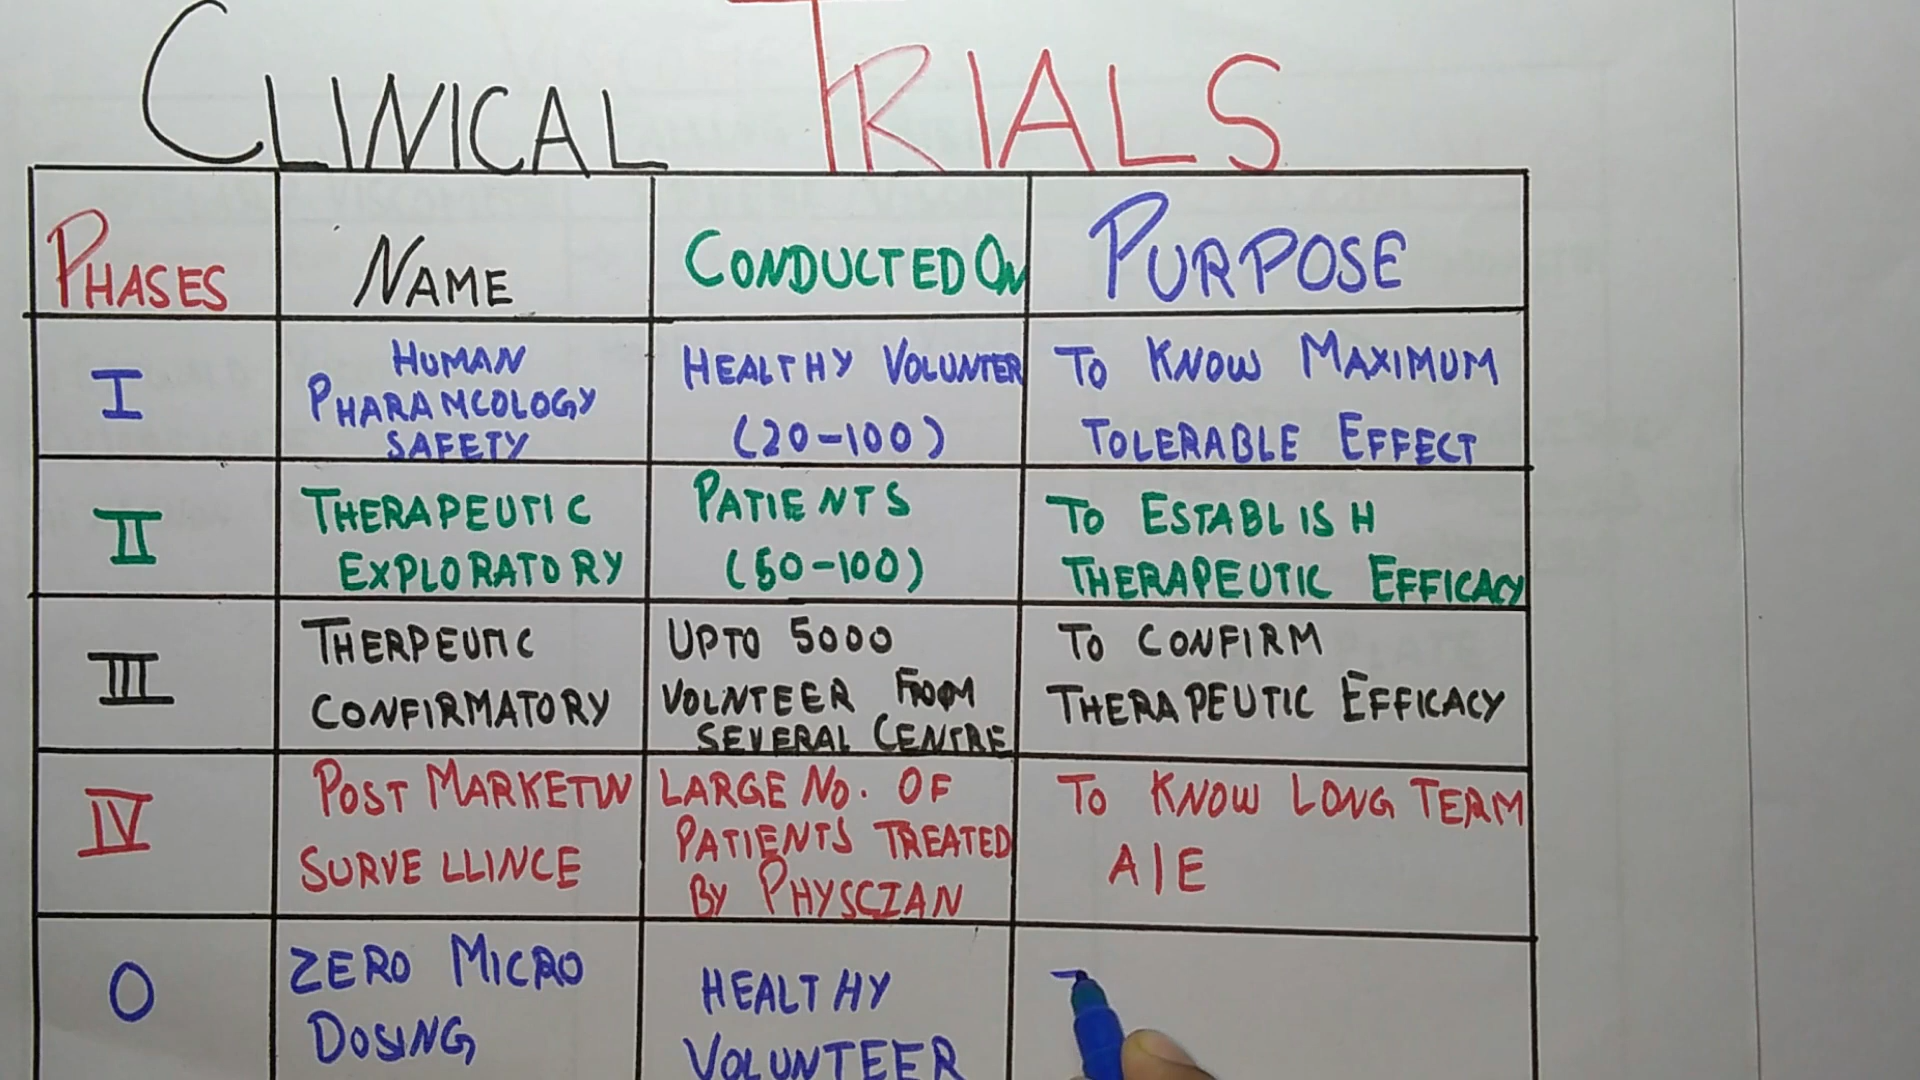 CLINICAL TRIALS
PHASES NAME CONDUCTED ON PURPOSE
I
HUMAN
PHARAMCOLOGY
SAFETY
HEALTHY VOLUNTER
(20-100)
TO KNOW MAXIMUM
TOLERABLE EFFECT
II
THERAPEUTIC
EXPLORATORY
PATIENTS
(50-100)
TO ESTABLISH
THERAPEUTIC EFFICACY
III
THERPEUTIC
CONFIRMATORY
UPTO 5000
VOLNTEER FROM
SEVERAL CENTRE
TO CONFIRM
THERAPEUTIC EFFICACY
IV
POST MARKETIN
SURVELLINCE
LARGE NO. OF
PATIENTS TREATED
BY PHYSCIAN
TO KNOW LONG TERM
A/E
0
ZERO MICRO
DOSING
HEALTHY
VOLUNTEER